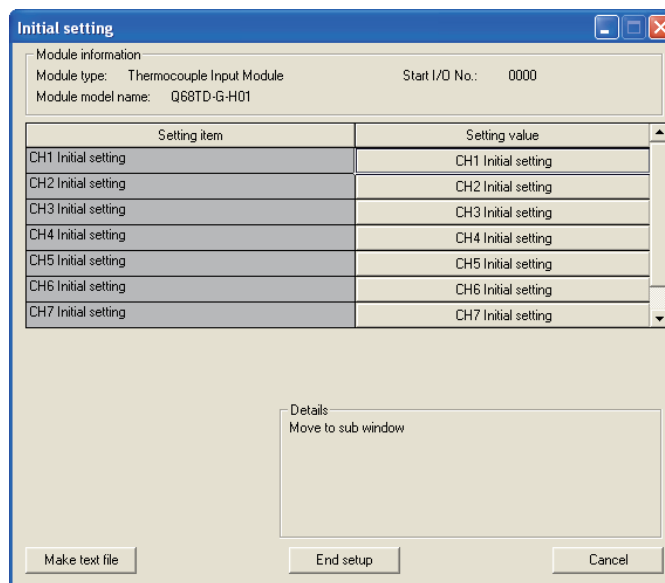 Initial setting
Module information
Module type: Thermocouple Input Module Start I/O No.: 0000
Module model name: Q68TD-G-H01
Setting item Setting value
CH1 Initial setting CH1 Initial setting
CH2 Initial setting CH2 Initial setting
CH3 Initial setting CH3 Initial setting
CH4 Initial setting CH4 Initial setting
CH5 Initial setting CH5 Initial setting
CH6 Initial setting CH6 Initial setting
CH7 Initial setting CH7 Initial setting
Details
Move to sub window
Make text file End setup Cancel